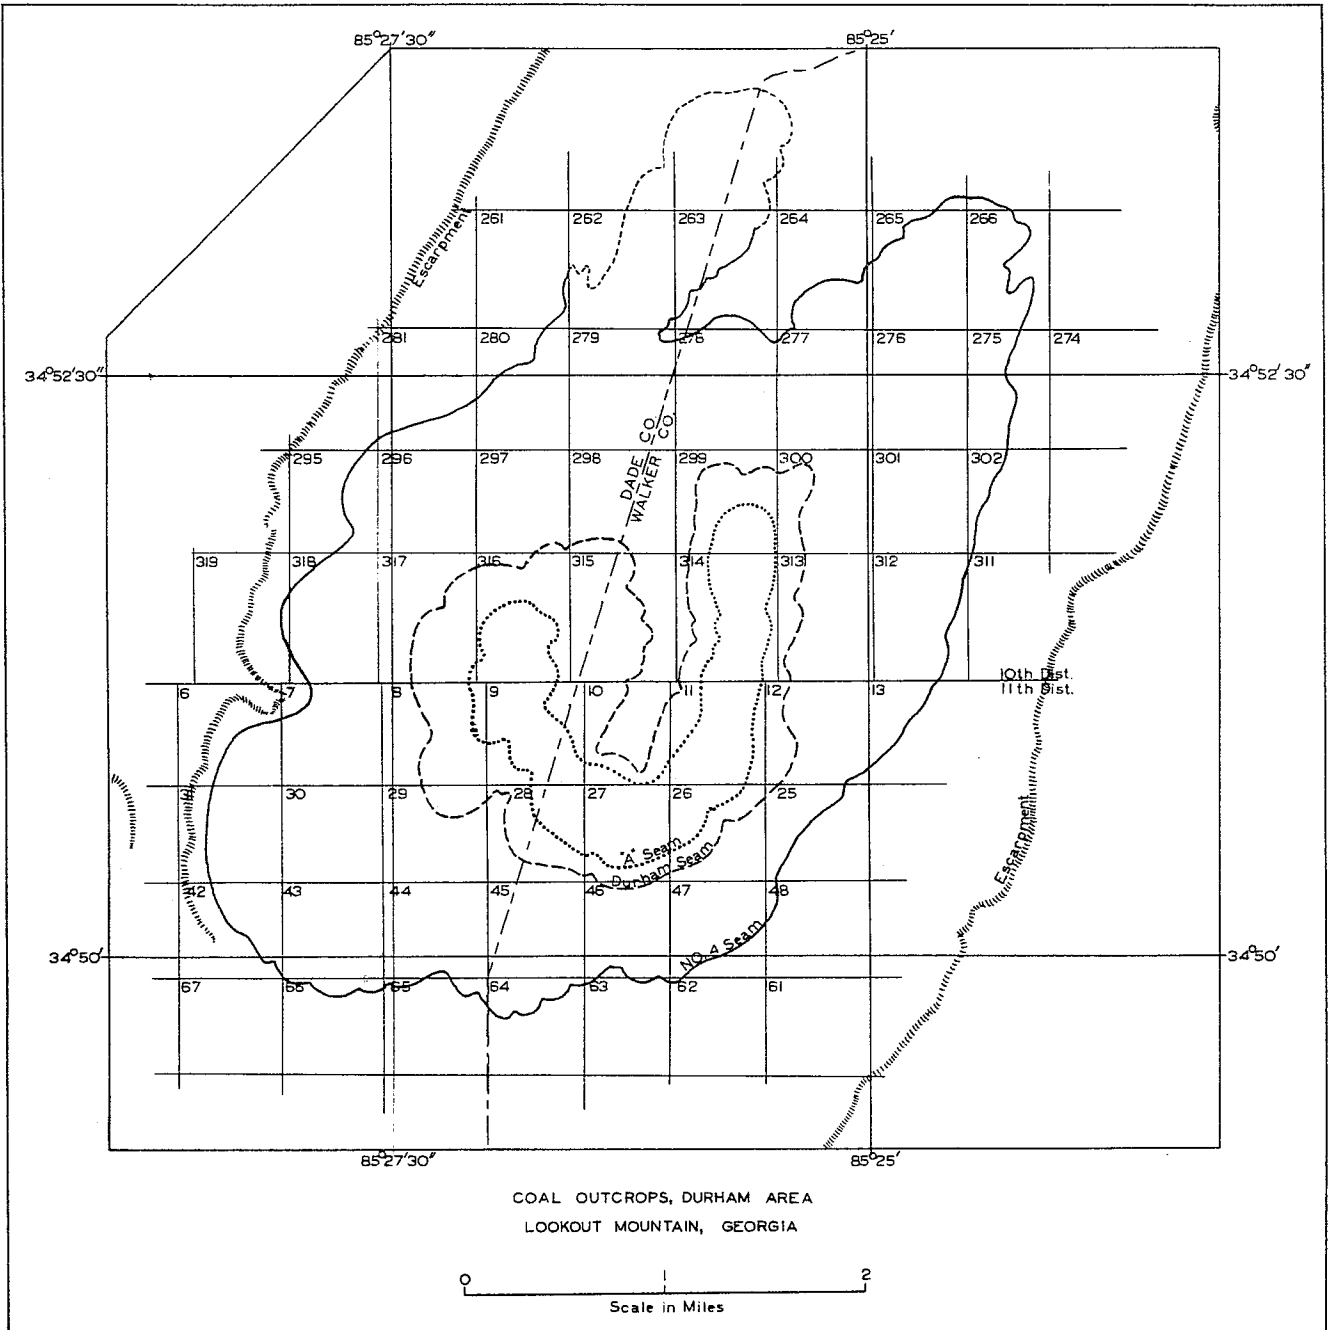 85°27'30" 85°25'
261 262 263 264 265 266
Escarpment
281 280 279 278 277 276 275 274
34°52'30" 34°52'30"
DADE CO.
WALKER CO.
295 296 297 298 299 300 301 302
319 318 317 316 315 314 313 312 311
10th Dist.
6 7 8 9 10 11 12 13 11th Dist.
31 30 29 28 27 26 25
Escarpment
"A" Seam
Durham Seam
42 43 44 45 46 47 48
NO. 4 Seam
34°50' 34°50'
67 66 65 64 63 62 61
85°27'30" 85°25'
COAL OUTCROPS, DURHAM AREA
LOOKOUT MOUNTAIN, GEORGIA
0 1 2
Scale in Miles